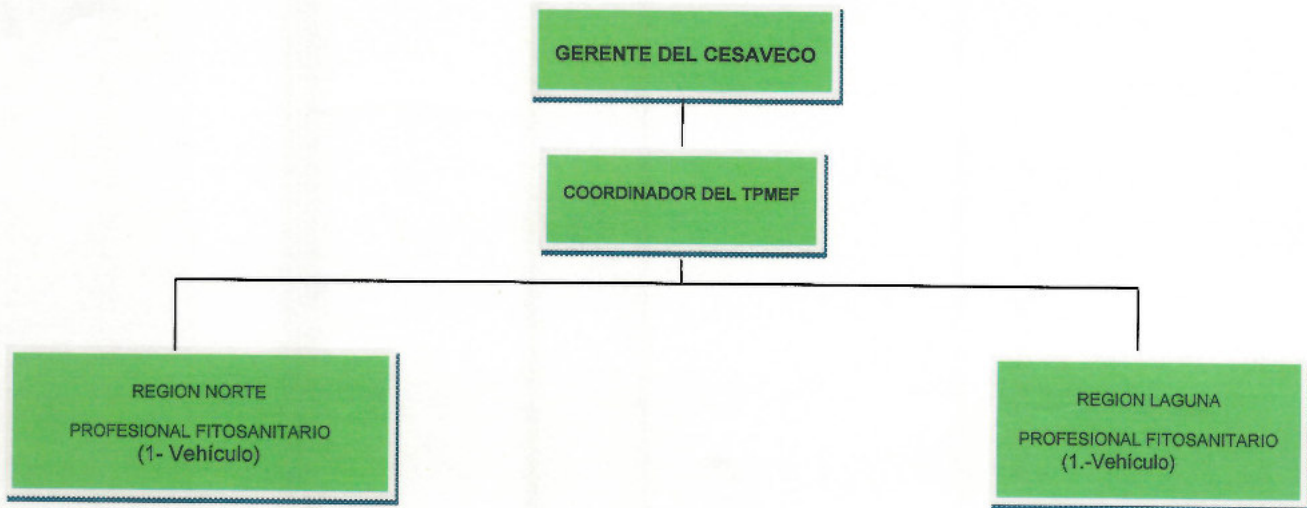 GERENTE DEL CESAVECO
COORDINADOR DEL TPMEF
REGION NORTE
PROFESIONAL FITOSANITARIO
(1- Vehículo)
REGION LAGUNA
PROFESIONAL FITOSANITARIO
(1.-Vehículo)